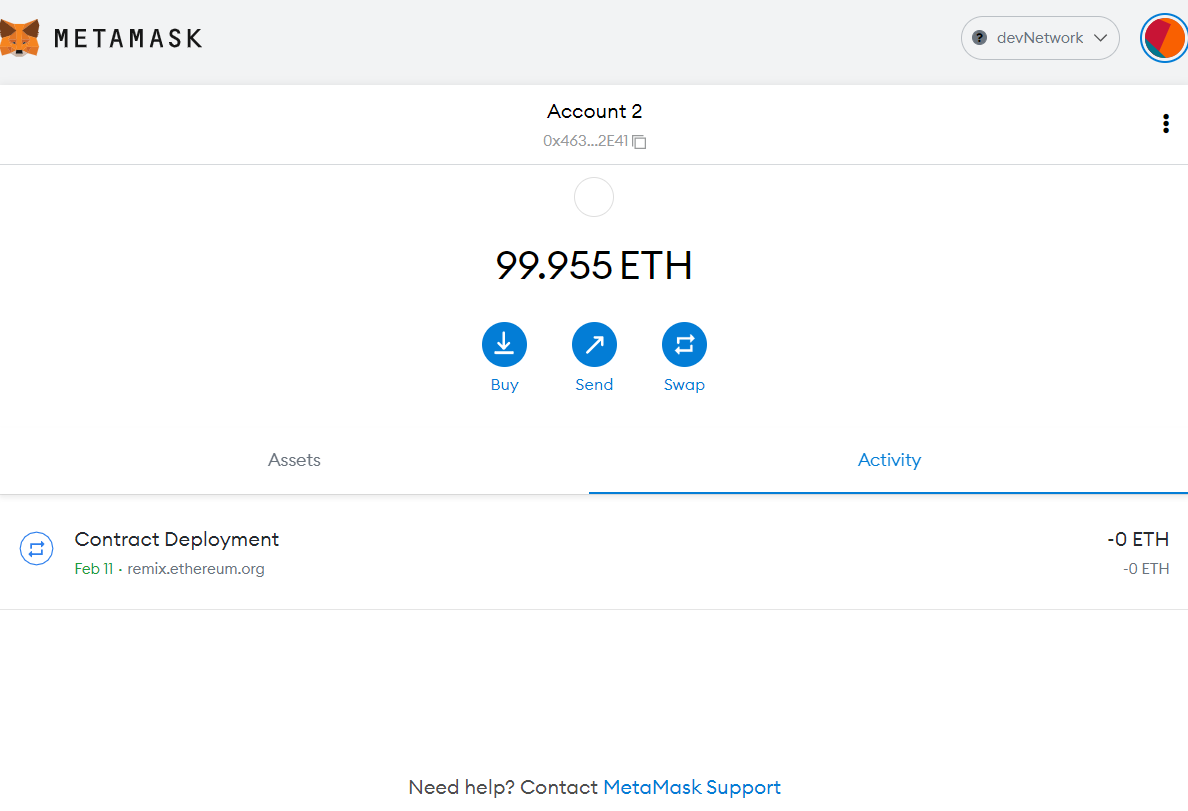 METAMASK
? devNetwork
Account 2
0x463...2E41
99.955 ETH
Buy Send Swap
Assets Activity
Contract Deployment -0 ETH
Feb 11 · remix.ethereum.org -0 ETH
Need help? Contact MetaMask Support